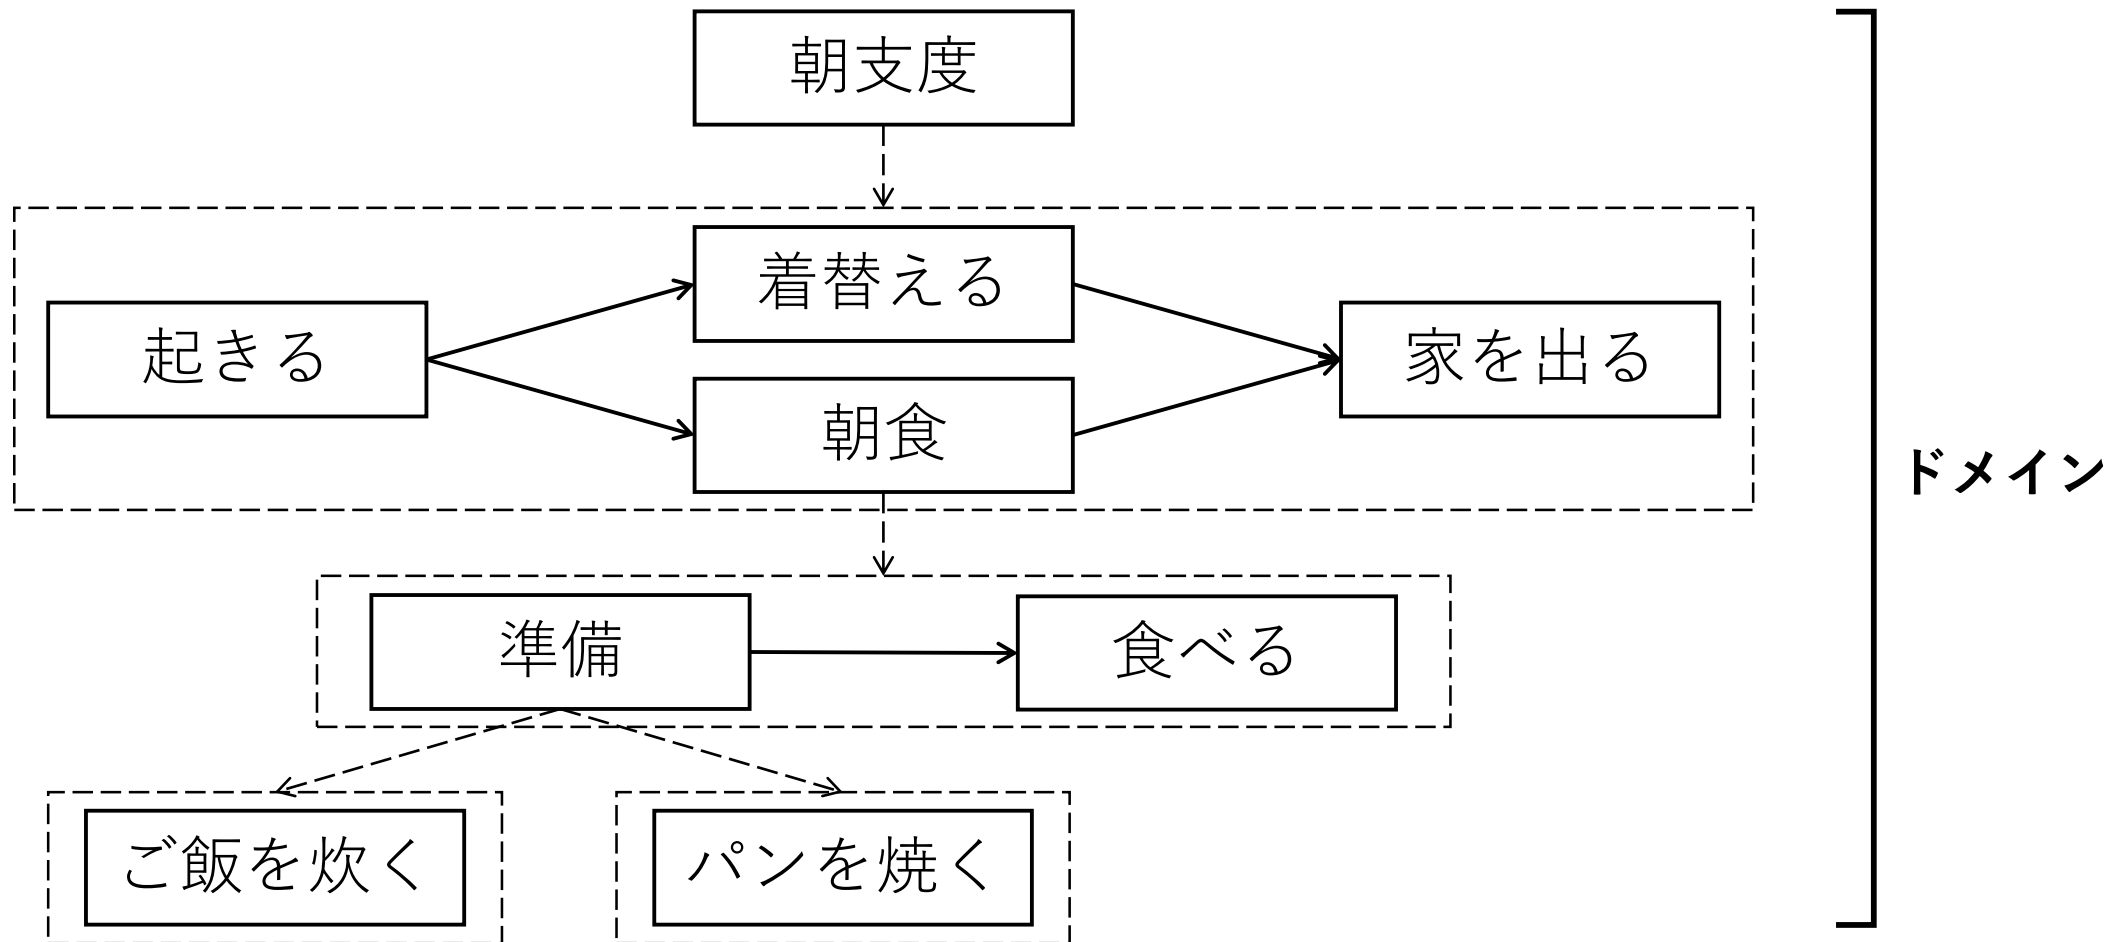 朝支度
着替える
起きる
家を出る
朝食
ドメイン
準備
食べる
ご飯を炊く
パンを焼く